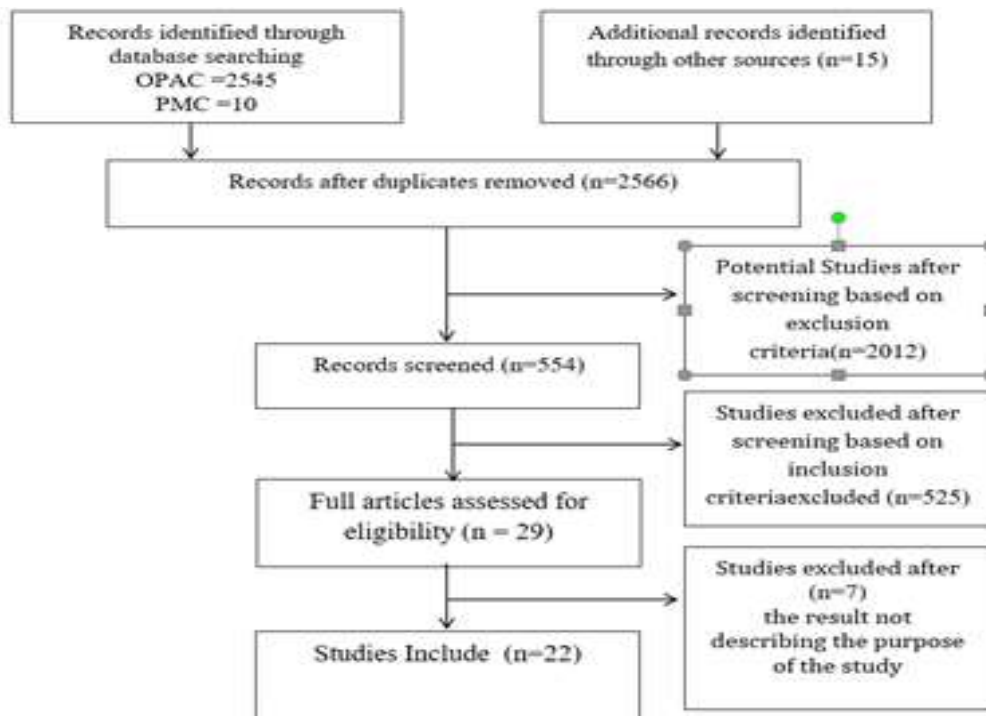 Records identified through
database searching
OPAC =2545
PMC =10
Additional records identified
through other sources (n=15)
Records after duplicates removed (n=2566)
Potential Studies after
screening based on
exclusion
criteria(n=2012)
Records screened (n=554)
Studies excluded after
screening based on
inclusion
criteriaexcluded (n=525)
Full articles assessed for
eligibility (n = 29)
Studies excluded after
(n=7)
the result not
describing the purpose
of the study
Studies Include (n=22)